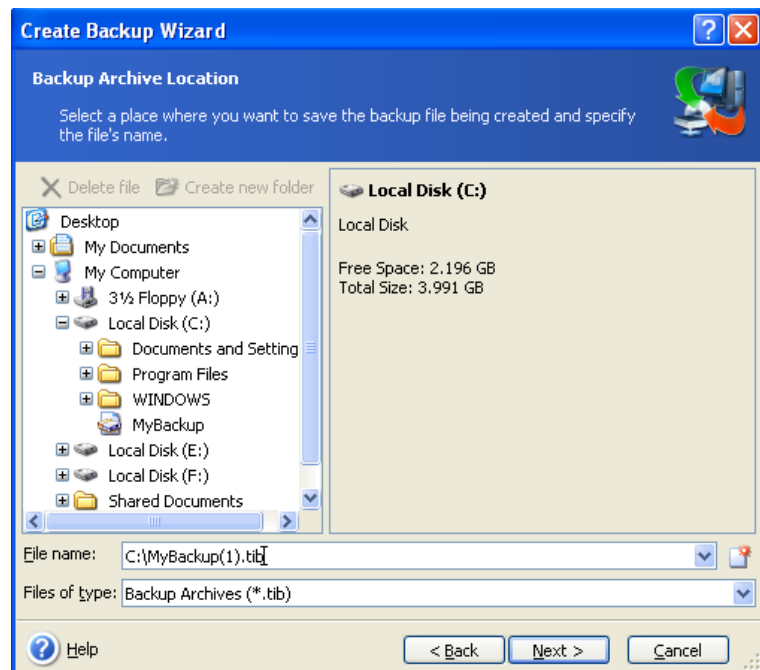 Create Backup Wizard
Backup Archive Location
Select a place where you want to save the backup file being created and specify
the file's name.
Delete file Create new folder
Desktop
My Documents
My Computer
3½ Floppy (A:)
Local Disk (C:)
Documents and Setting
Program Files
WINDOWS
MyBackup
Local Disk (E:)
Local Disk (F:)
Shared Documents
Local Disk (C:)
Local Disk
Free Space: 2.196 GB
Total Size: 3.991 GB
File name: C:\MyBackup(1).tib
Files of type: Backup Archives (*.tib)
Help < Back Next > Cancel